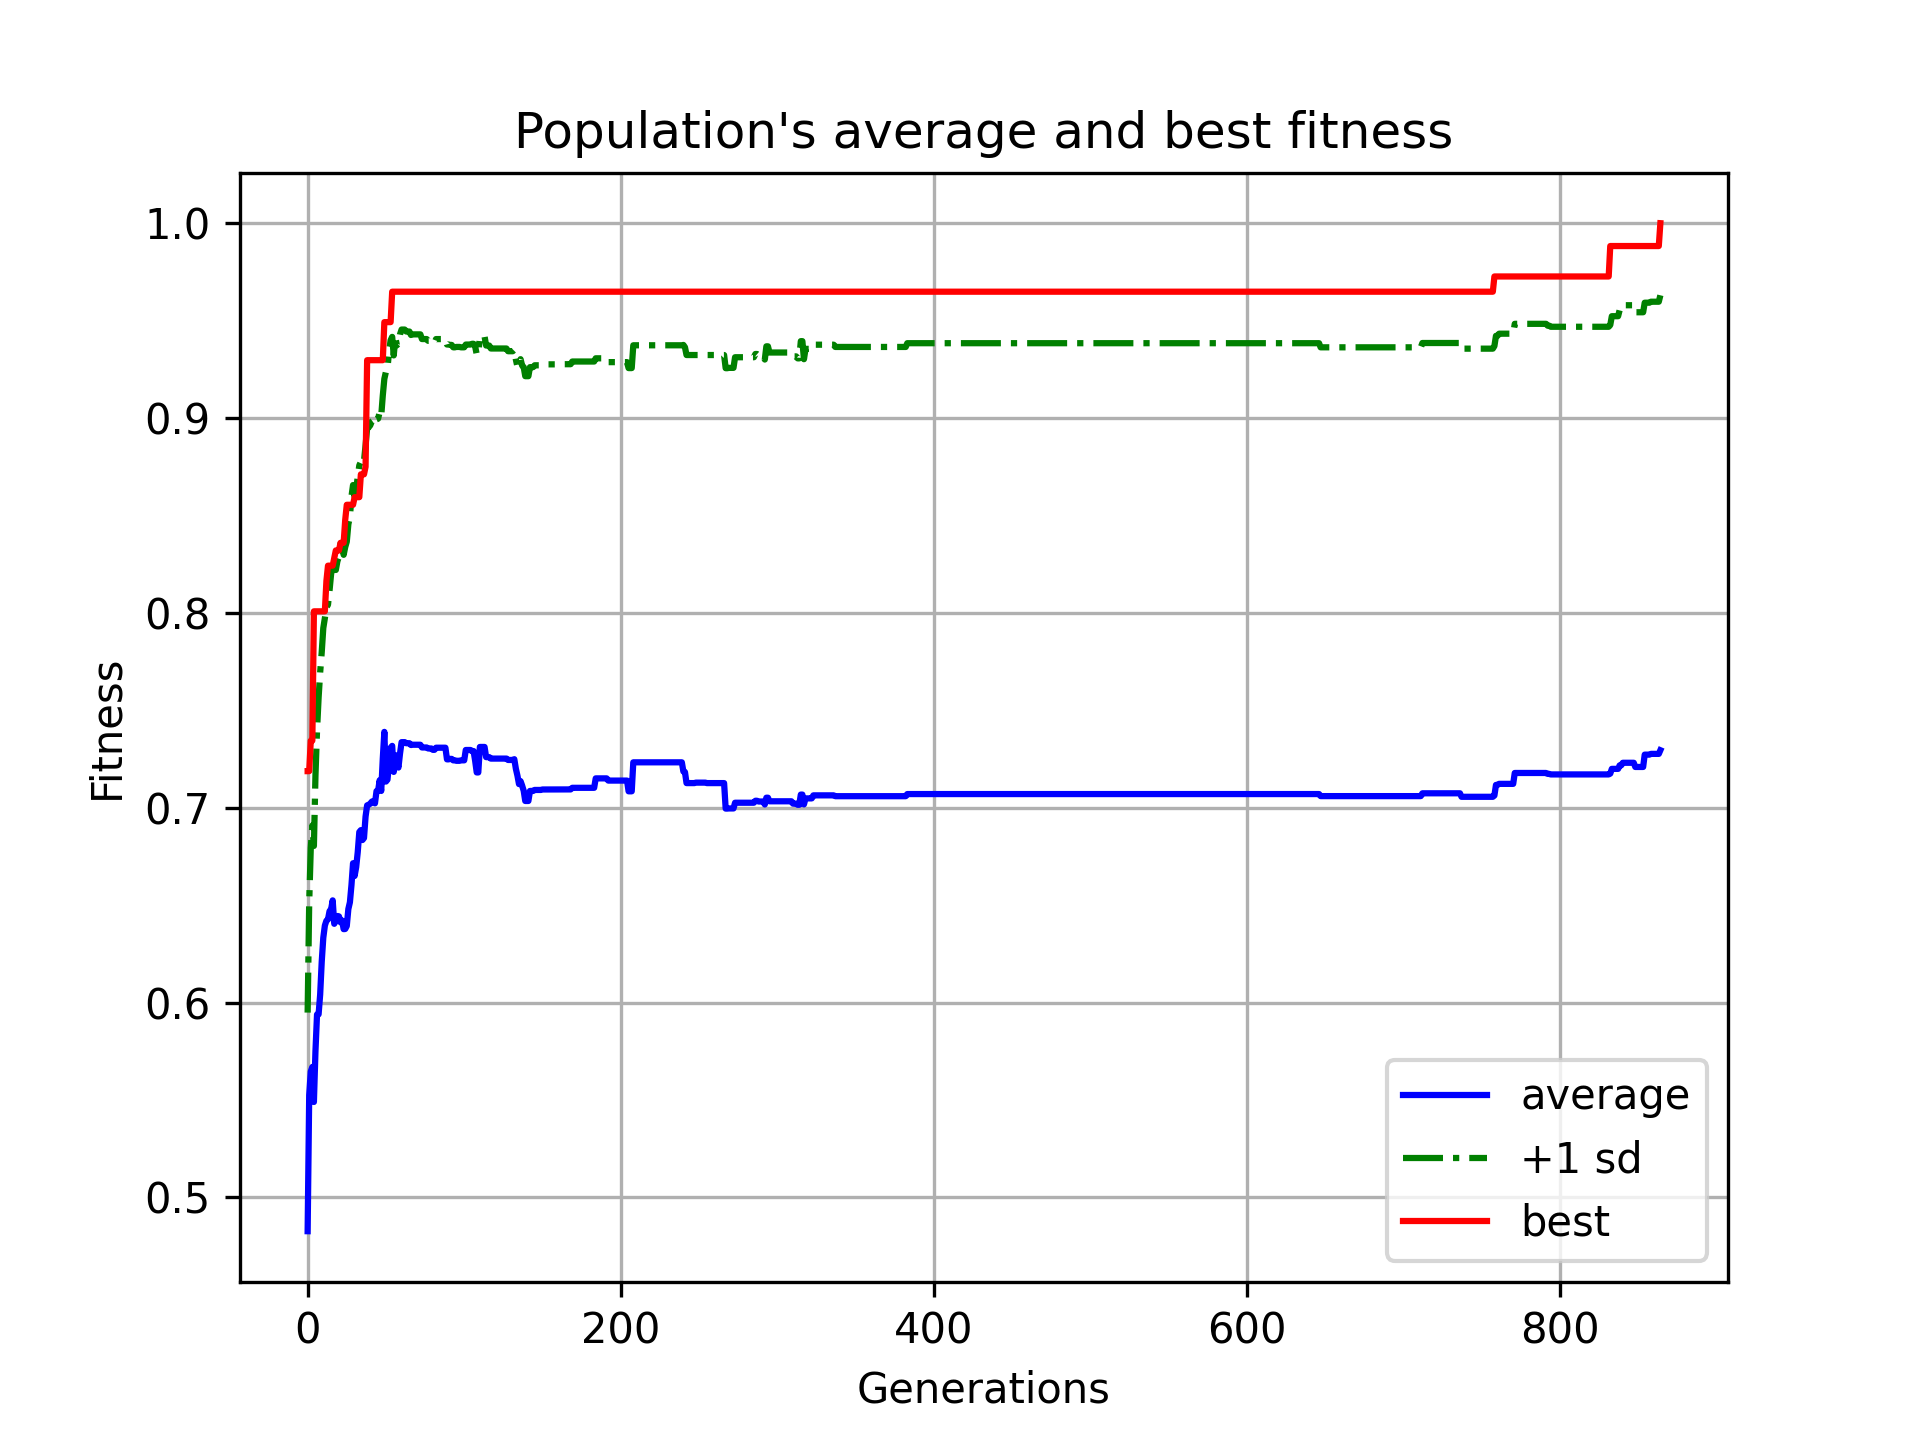 Population's average and best fitness
1.0
0.9
0.8
0.7
0.6
0.5
Fitness
0 200 400 600 800
Generations
average
+1 sd
best